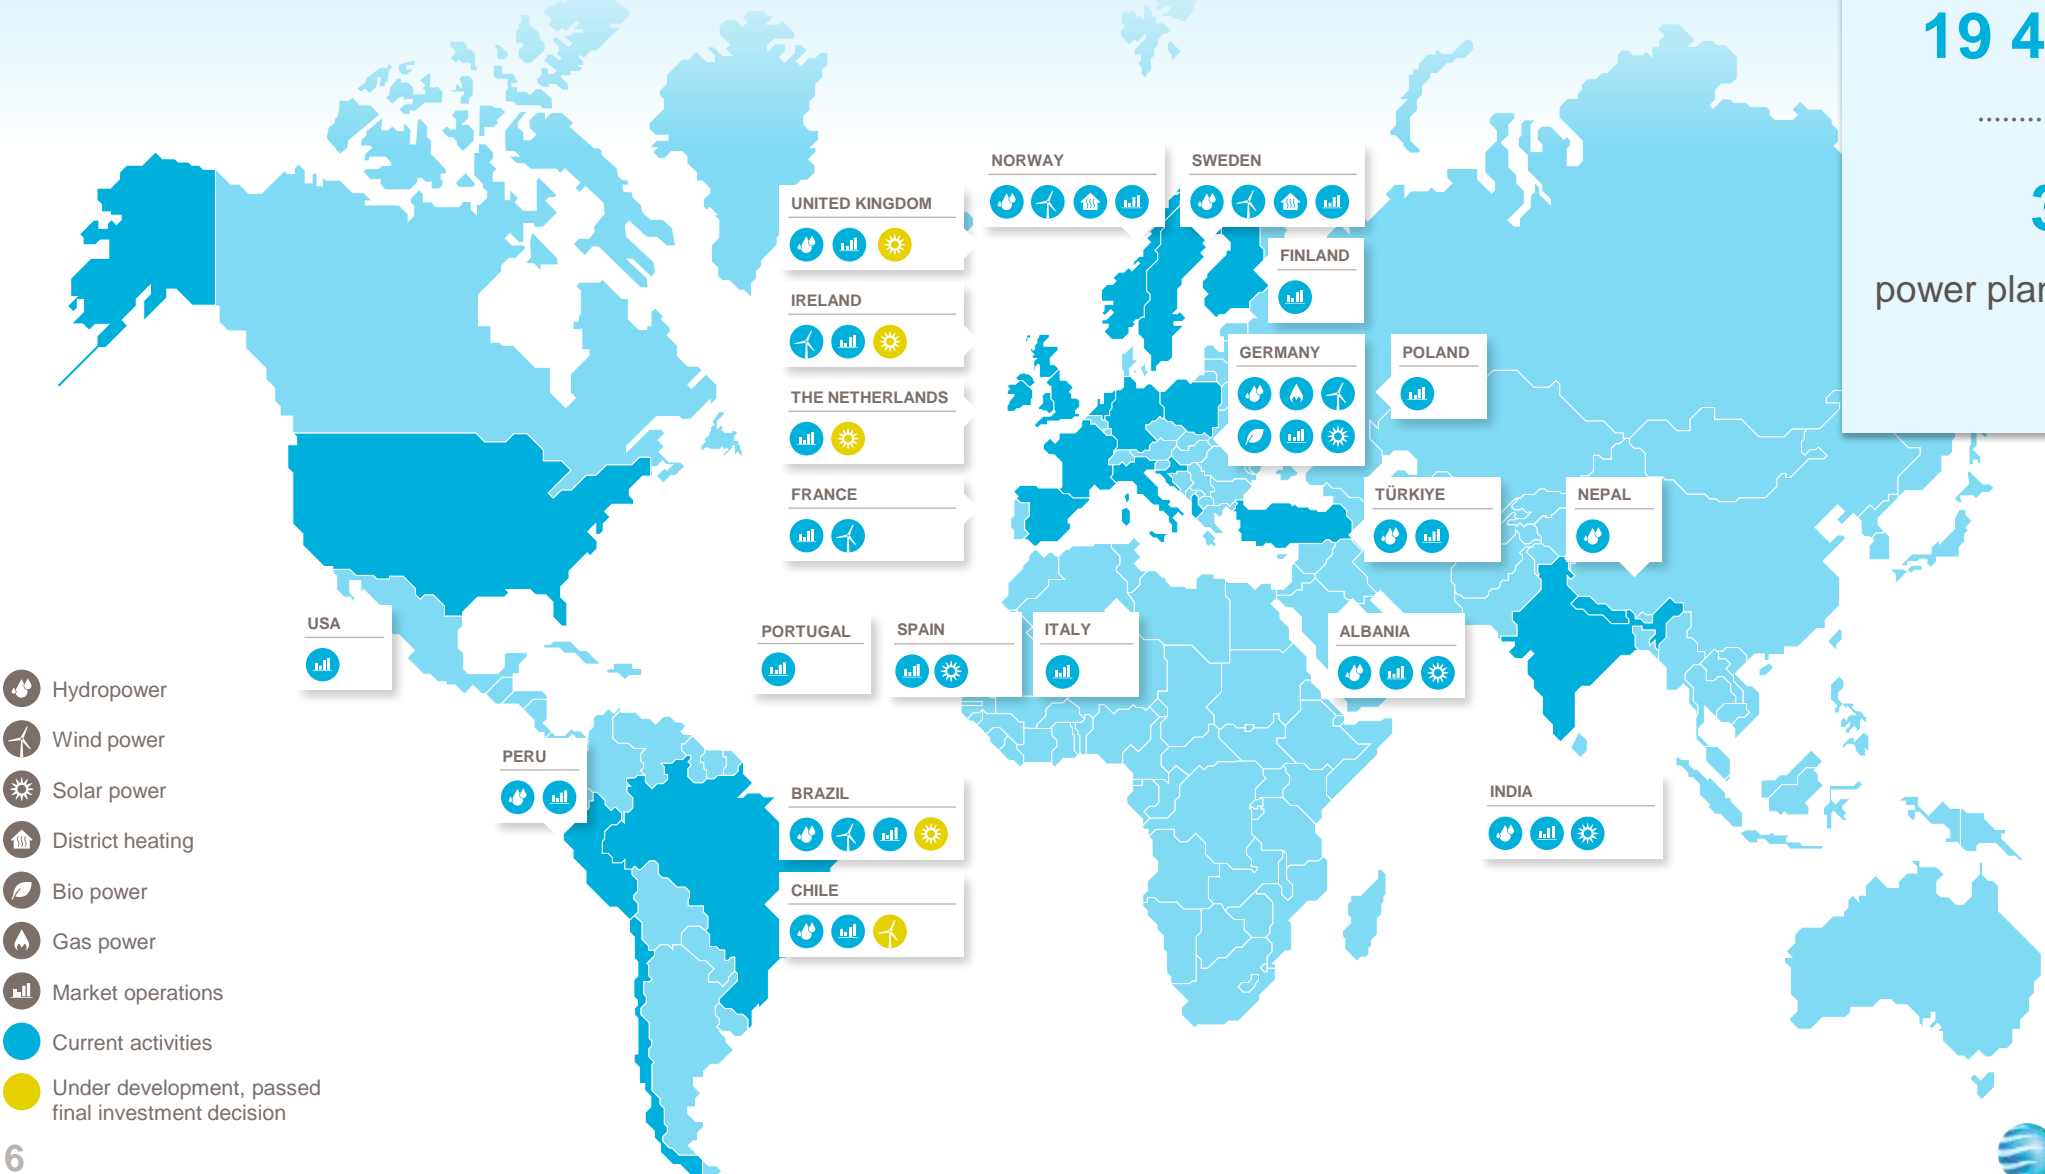 19 4
3
power plan
NORWAY
SWEDEN
UNITED KINGDOM
FINLAND
IRELAND
GERMANY
POLAND
THE NETHERLANDS
FRANCE
TÜRKIYE
NEPAL
USA
PORTUGAL
SPAIN
ITALY
ALBANIA
PERU
BRAZIL
INDIA
CHILE
Hydropower
Wind power
Solar power
District heating
Bio power
Gas power
Market operations
Current activities
Under development, passed
final investment decision
6